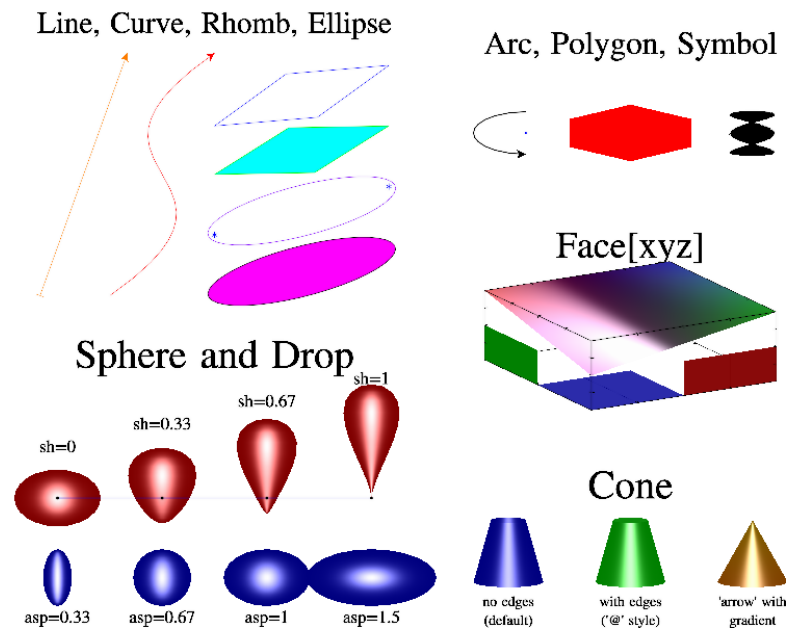 Line, Curve, Rhomb, Ellipse
Arc, Polygon, Symbol
Face[xyz]
Sphere and Drop
sh=0
sh=0.33
sh=0.67
sh=1
asp=0.33
asp=0.67
asp=1
asp=1.5
Cone
no edges
(default)
with edges
('@' style)
'arrow' with
gradient